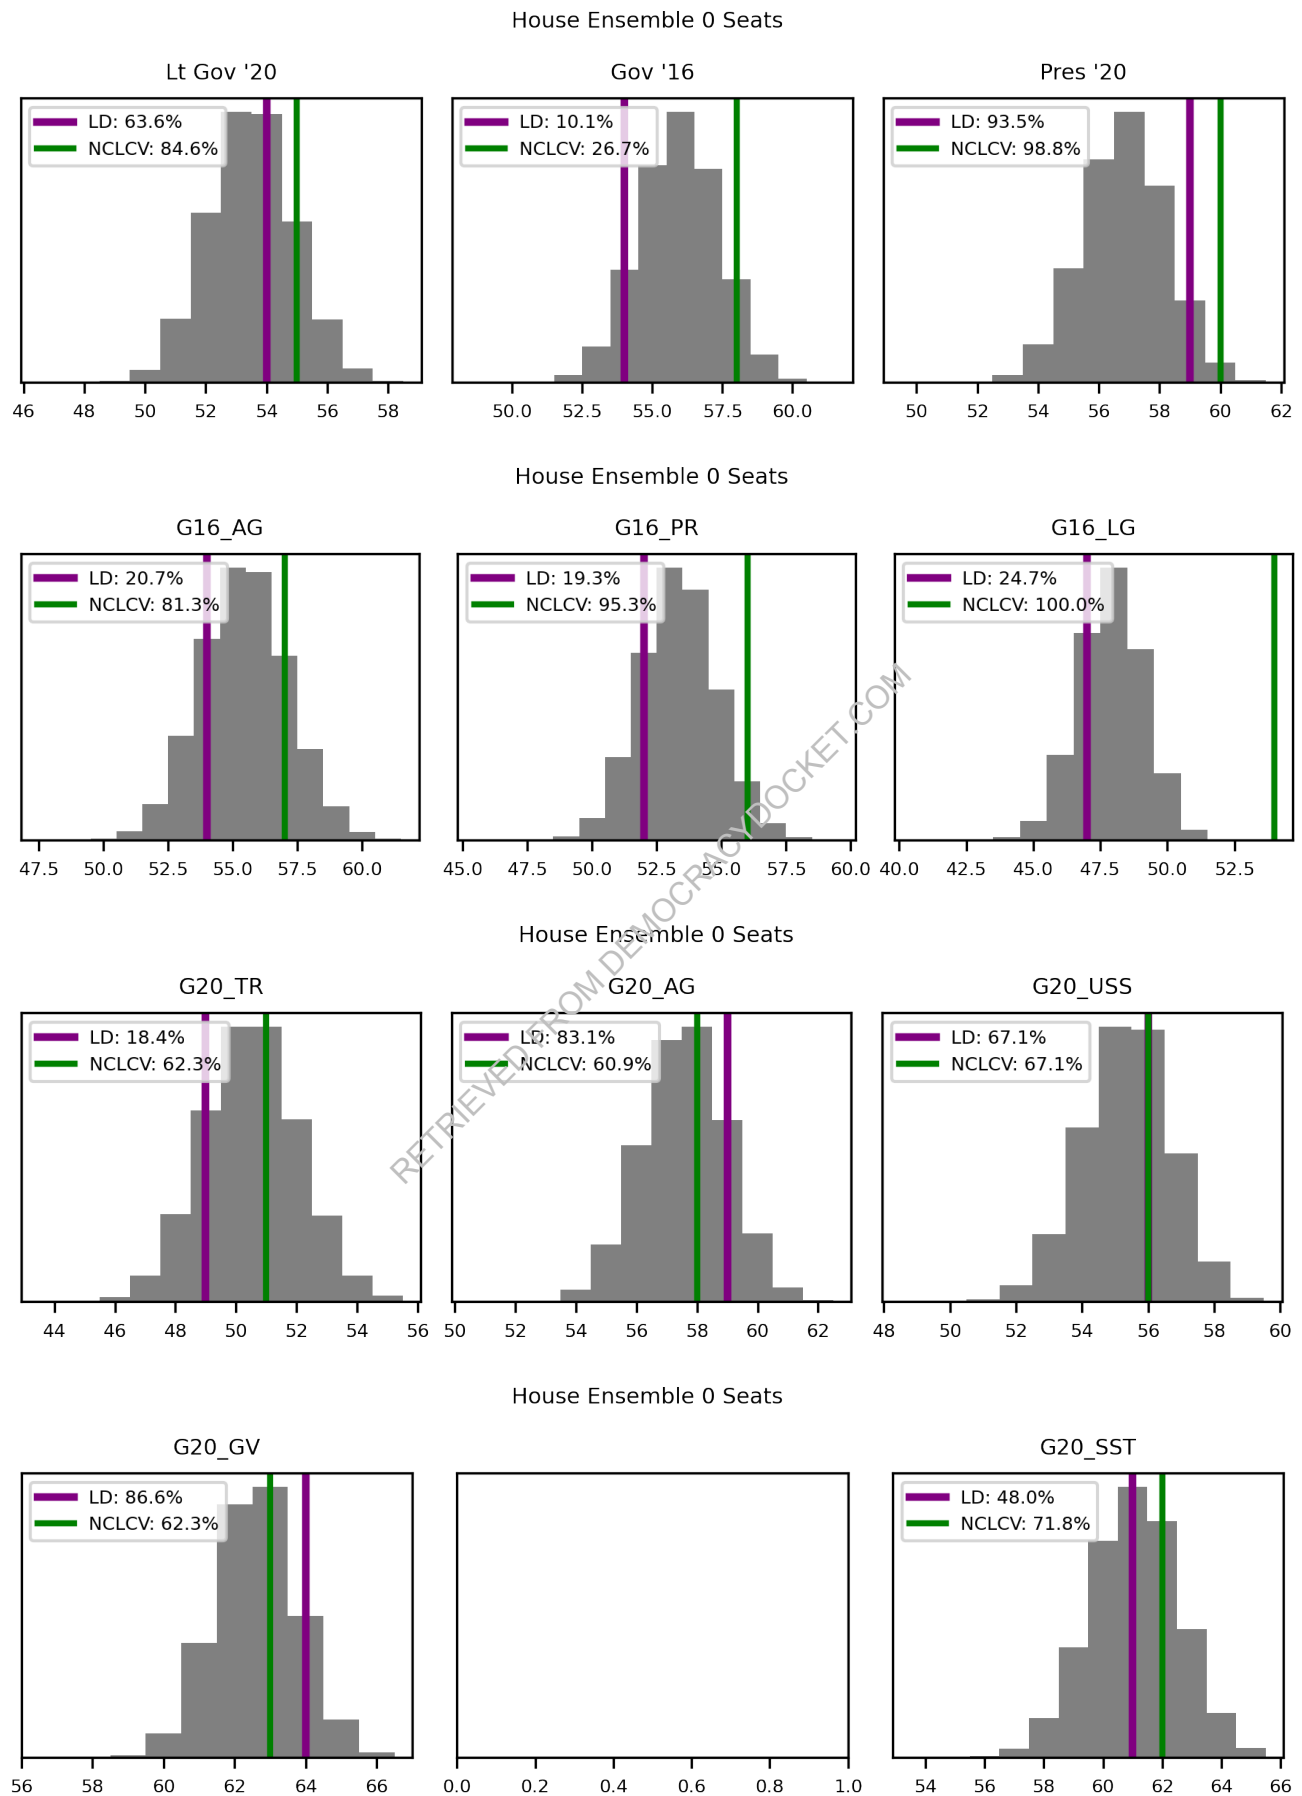 House Ensemble 0 Seats
Lt Gov '20
Gov '16
Pres '20
LD: 63.6%
NCLCV: 84.6%
LD: 10.1%
NCLCV: 26.7%
LD: 93.5%
NCLCV: 98.8%
46 48 50 52 54 56 58
50.0 52.5 55.0 57.5 60.0
50 52 54 56 58 60 62
House Ensemble 0 Seats
G16_AG
G16_PR
G16_LG
LD: 20.7%
NCLCV: 81.3%
LD: 19.3%
NCLCV: 95.3%
LD: 24.7%
NCLCV: 100.0%
47.5 50.0 52.5 55.0 57.5 60.0
45.0 47.5 50.0 52.5 55.0 57.5 60.0
40.0 42.5 45.0 47.5 50.0 52.5
RETRIEVED FROM DEMOCRACYDOCKET.COM
House Ensemble 0 Seats
G20_TR
G20_AG
G20_USS
LD: 18.4%
NCLCV: 62.3%
LD: 83.1%
NCLCV: 60.9%
LD: 67.1%
NCLCV: 67.1%
44 46 48 50 52 54 56
50 52 54 56 58 60 62
48 50 52 54 56 58 60
House Ensemble 0 Seats
G20_GV
G20_SST
LD: 86.6%
NCLCV: 62.3%
LD: 48.0%
NCLCV: 71.8%
56 58 60 62 64 66
0.0 0.2 0.4 0.6 0.8 1.0
54 56 58 60 62 64 66